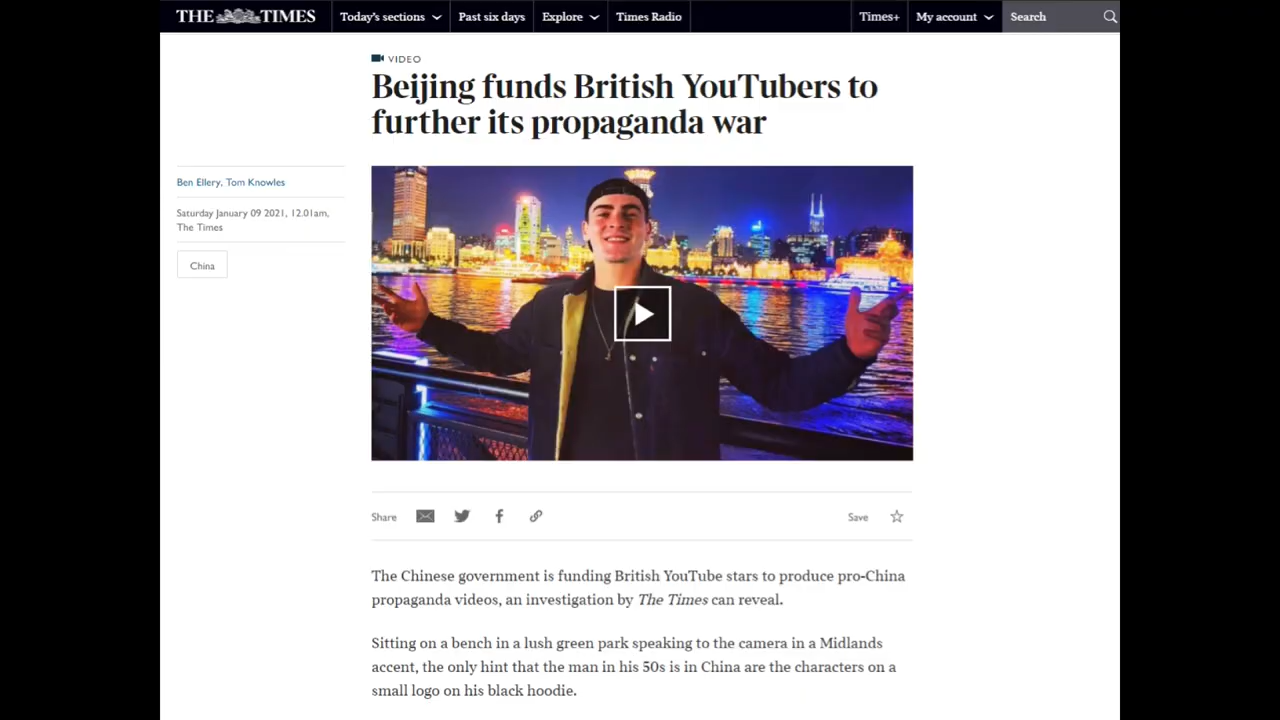 THE TIMES
Today's sections
Past six days
Explore
Times Radio
Times+
My account
Search
VIDEO
Beijing funds British YouTubers to
further its propaganda war
Ben Ellery, Tom Knowles
Saturday January 09 2021, 12.01am,
The Times
China
Share
Save
The Chinese government is funding British YouTube stars to produce pro-China
propaganda videos, an investigation by The Times can reveal.
Sitting on a bench in a lush green park speaking to the camera in a Midlands
accent, the only hint that the man in his 50s is in China are the characters on a
small logo on his black hoodie.